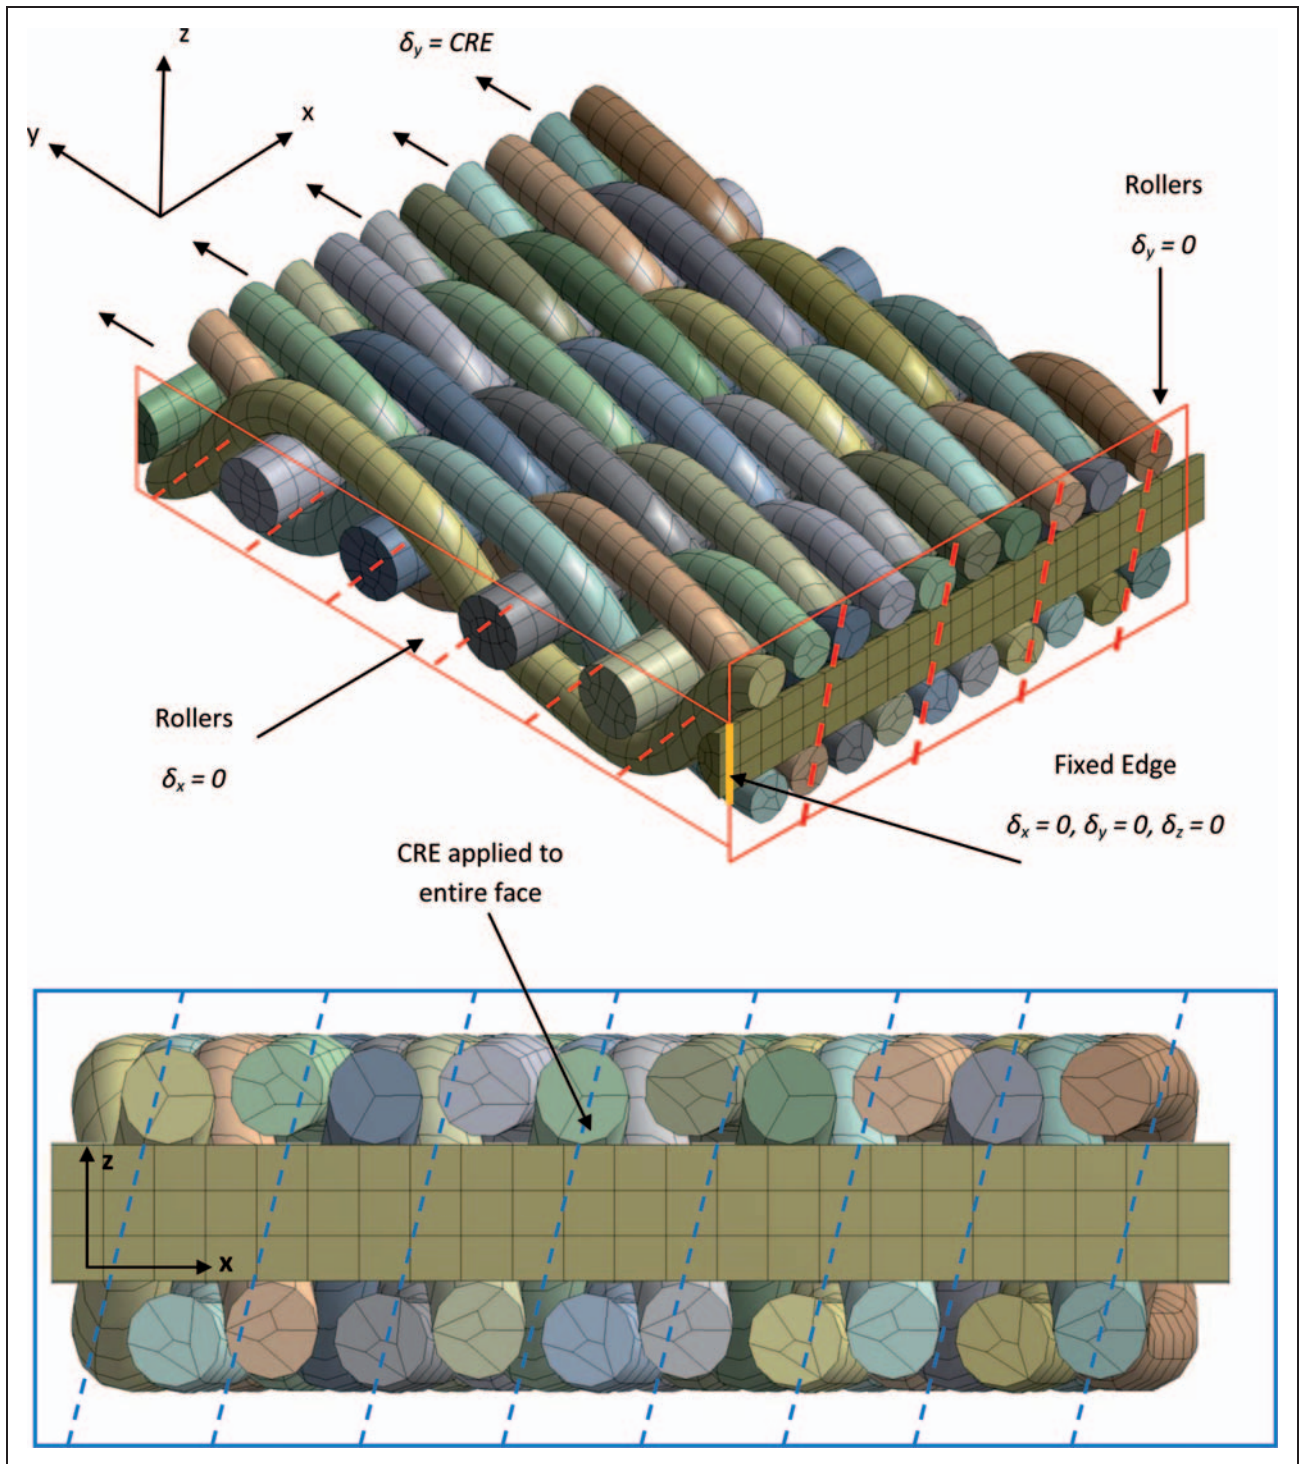 z
δy = CRE
x
y
Rollers
δy = 0
Rollers
δx = 0
Fixed Edge
δx = 0, δy = 0, δz = 0
CRE applied to
entire face
z
x